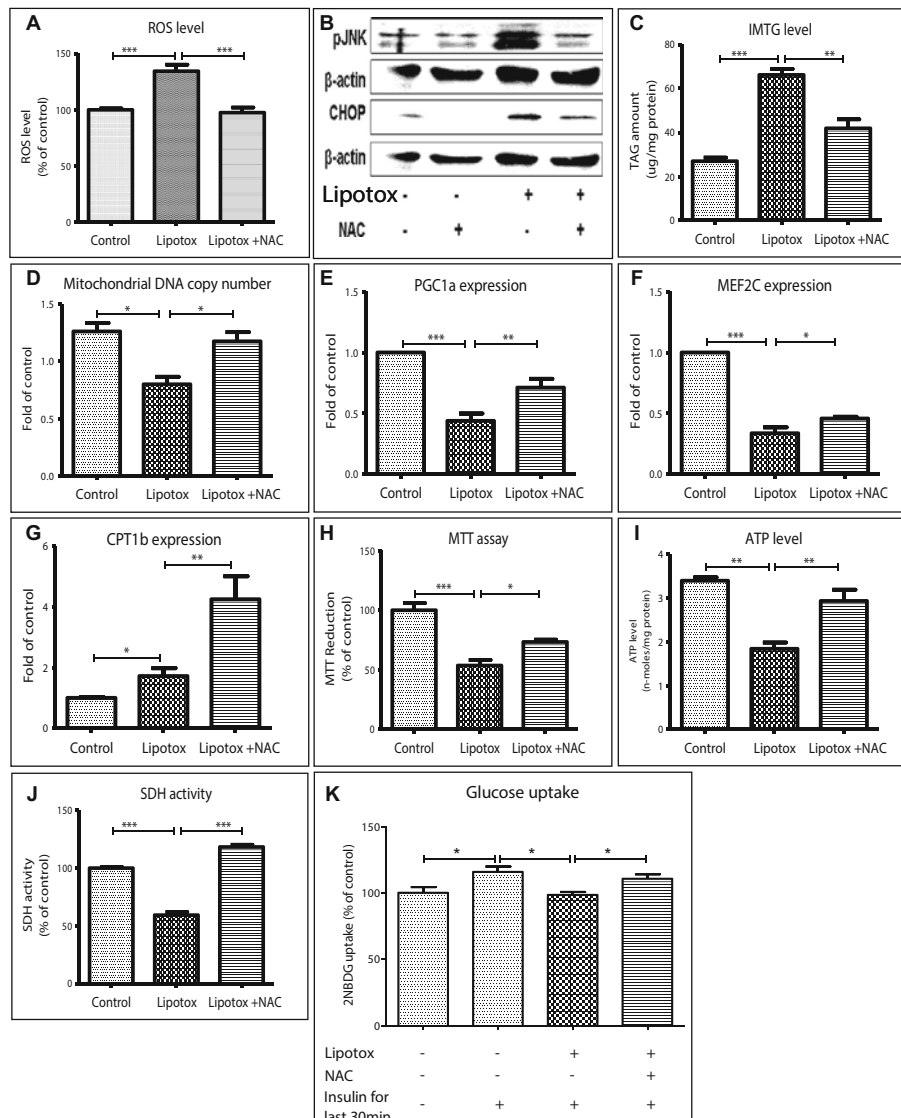 A
ROS level
ROS level
(% of control)
150
100
50
0
***
***
Control
Lipotox
Lipotox +NAC
B
pJNK
β-actin
CHOP
β-actin
Lipotox - - + +
NAC - + - +
C
IMTG level
TAG amount
(ug/mg protein)
80
60
40
20
0
***
**
Control
Lipotox
Lipotox +NAC
D
Mitochondrial DNA copy number
Fold of control
1.5
1.0
0.5
0.0
*
*
Control
Lipotox
Lipotox +NAC
E
PGC1a expression
Fold of control
1.5
1.0
0.5
0.0
***
**
Control
Lipotox
Lipotox +NAC
F
MEF2C expression
Fold of control
1.5
1.0
0.5
0.0
***
*
Control
Lipotox
Lipotox +NAC
G
CPT1b expression
Fold of control
6
4
2
0
*
**
Control
Lipotox
Lipotox +NAC
H
MTT assay
MTT Reduction
(% of control)
150
100
50
0
***
*
Control
Lipotox
Lipotox +NAC
I
ATP level
ATP level
(n-moles/mg protein)
4
3
2
1
0
**
**
Control
Lipotox
Lipotox +NAC
J
SDH activity
SDH activity
(% of control)
150
100
50
0
***
***
Control
Lipotox
Lipotox +NAC
K
Glucose uptake
2NBDG uptake (% of control)
150
100
50
0
*
*
*
Lipotox - - + +
NAC - - - +
Insulin for - + + +
last 30min